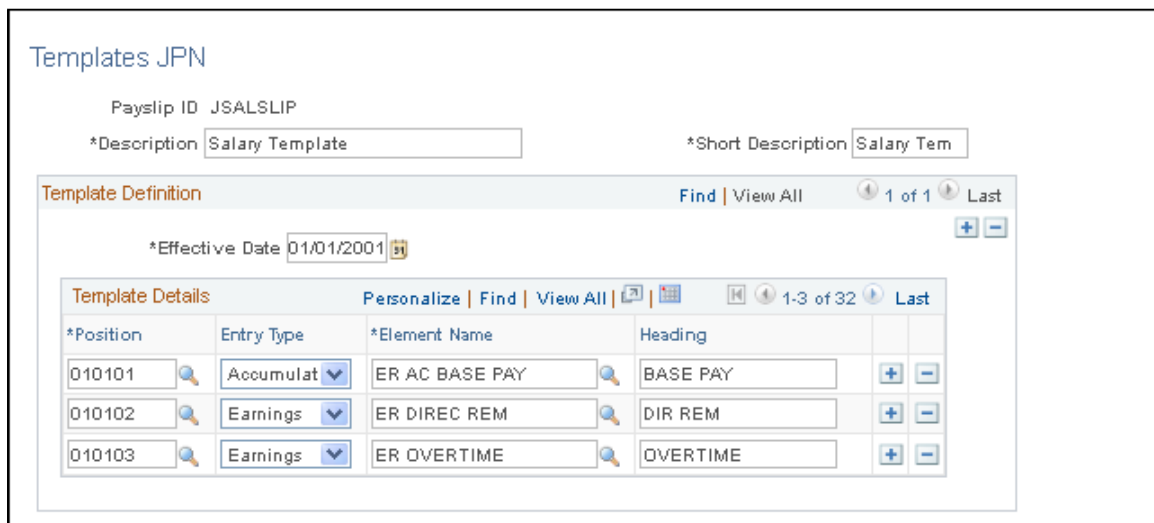 Templates JPN
Payslip ID JSALSLIP
*Description Salary Template *Short Description Salary Tem
Template Definition Find | View All 1 of 1 Last
*Effective Date 01/01/2001 31
Template Details Personalize | Find | View All | | 1-3 of 32 Last
*Position Entry Type *Element Name Heading
010101 Accumulat ER AC BASE PAY BASE PAY
010102 Earnings ER DIREC REM DIR REM
010103 Earnings ER OVERTIME OVERTIME